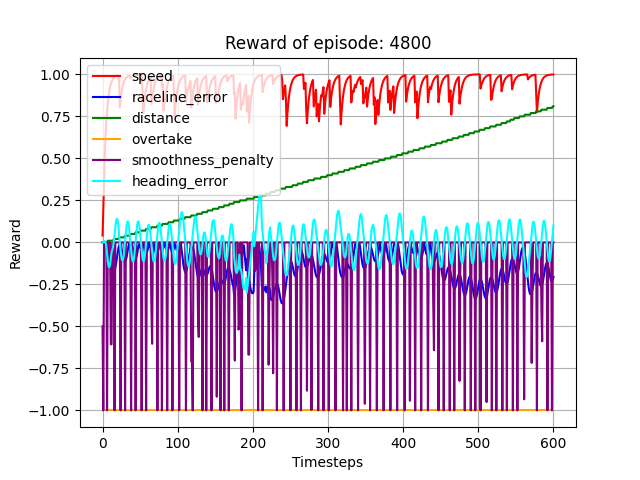 Reward of episode: 4800
Reward
1.00
0.75
0.50
0.25
0.00
−0.25
−0.50
−0.75
−1.00
speed
raceline_error
distance
overtake
smoothness_penalty
heading_error
0 100 200 300 400 500 600
Timesteps